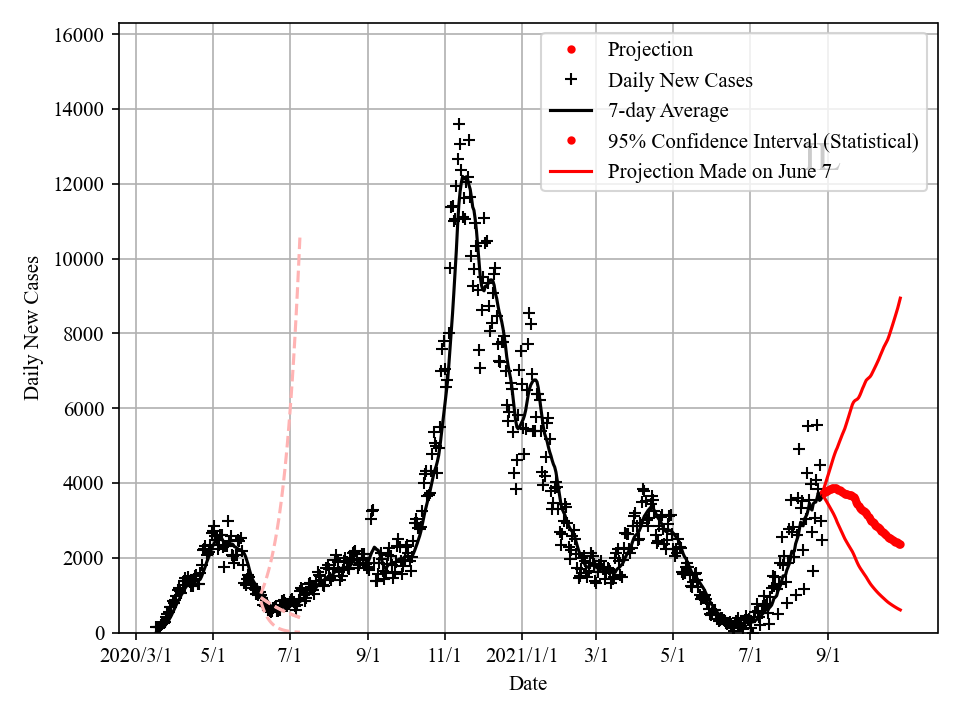 16000
14000
12000
10000
8000
6000
4000
2000
0
Daily New Cases
Projection
Daily New Cases
7-day Average
95% Confidence Interval (Statistical)
Projection Made on June 7
IL
2020/3/1 5/1 7/1 9/1 11/1 2021/1/1 3/1 5/1 7/1 9/1
Date